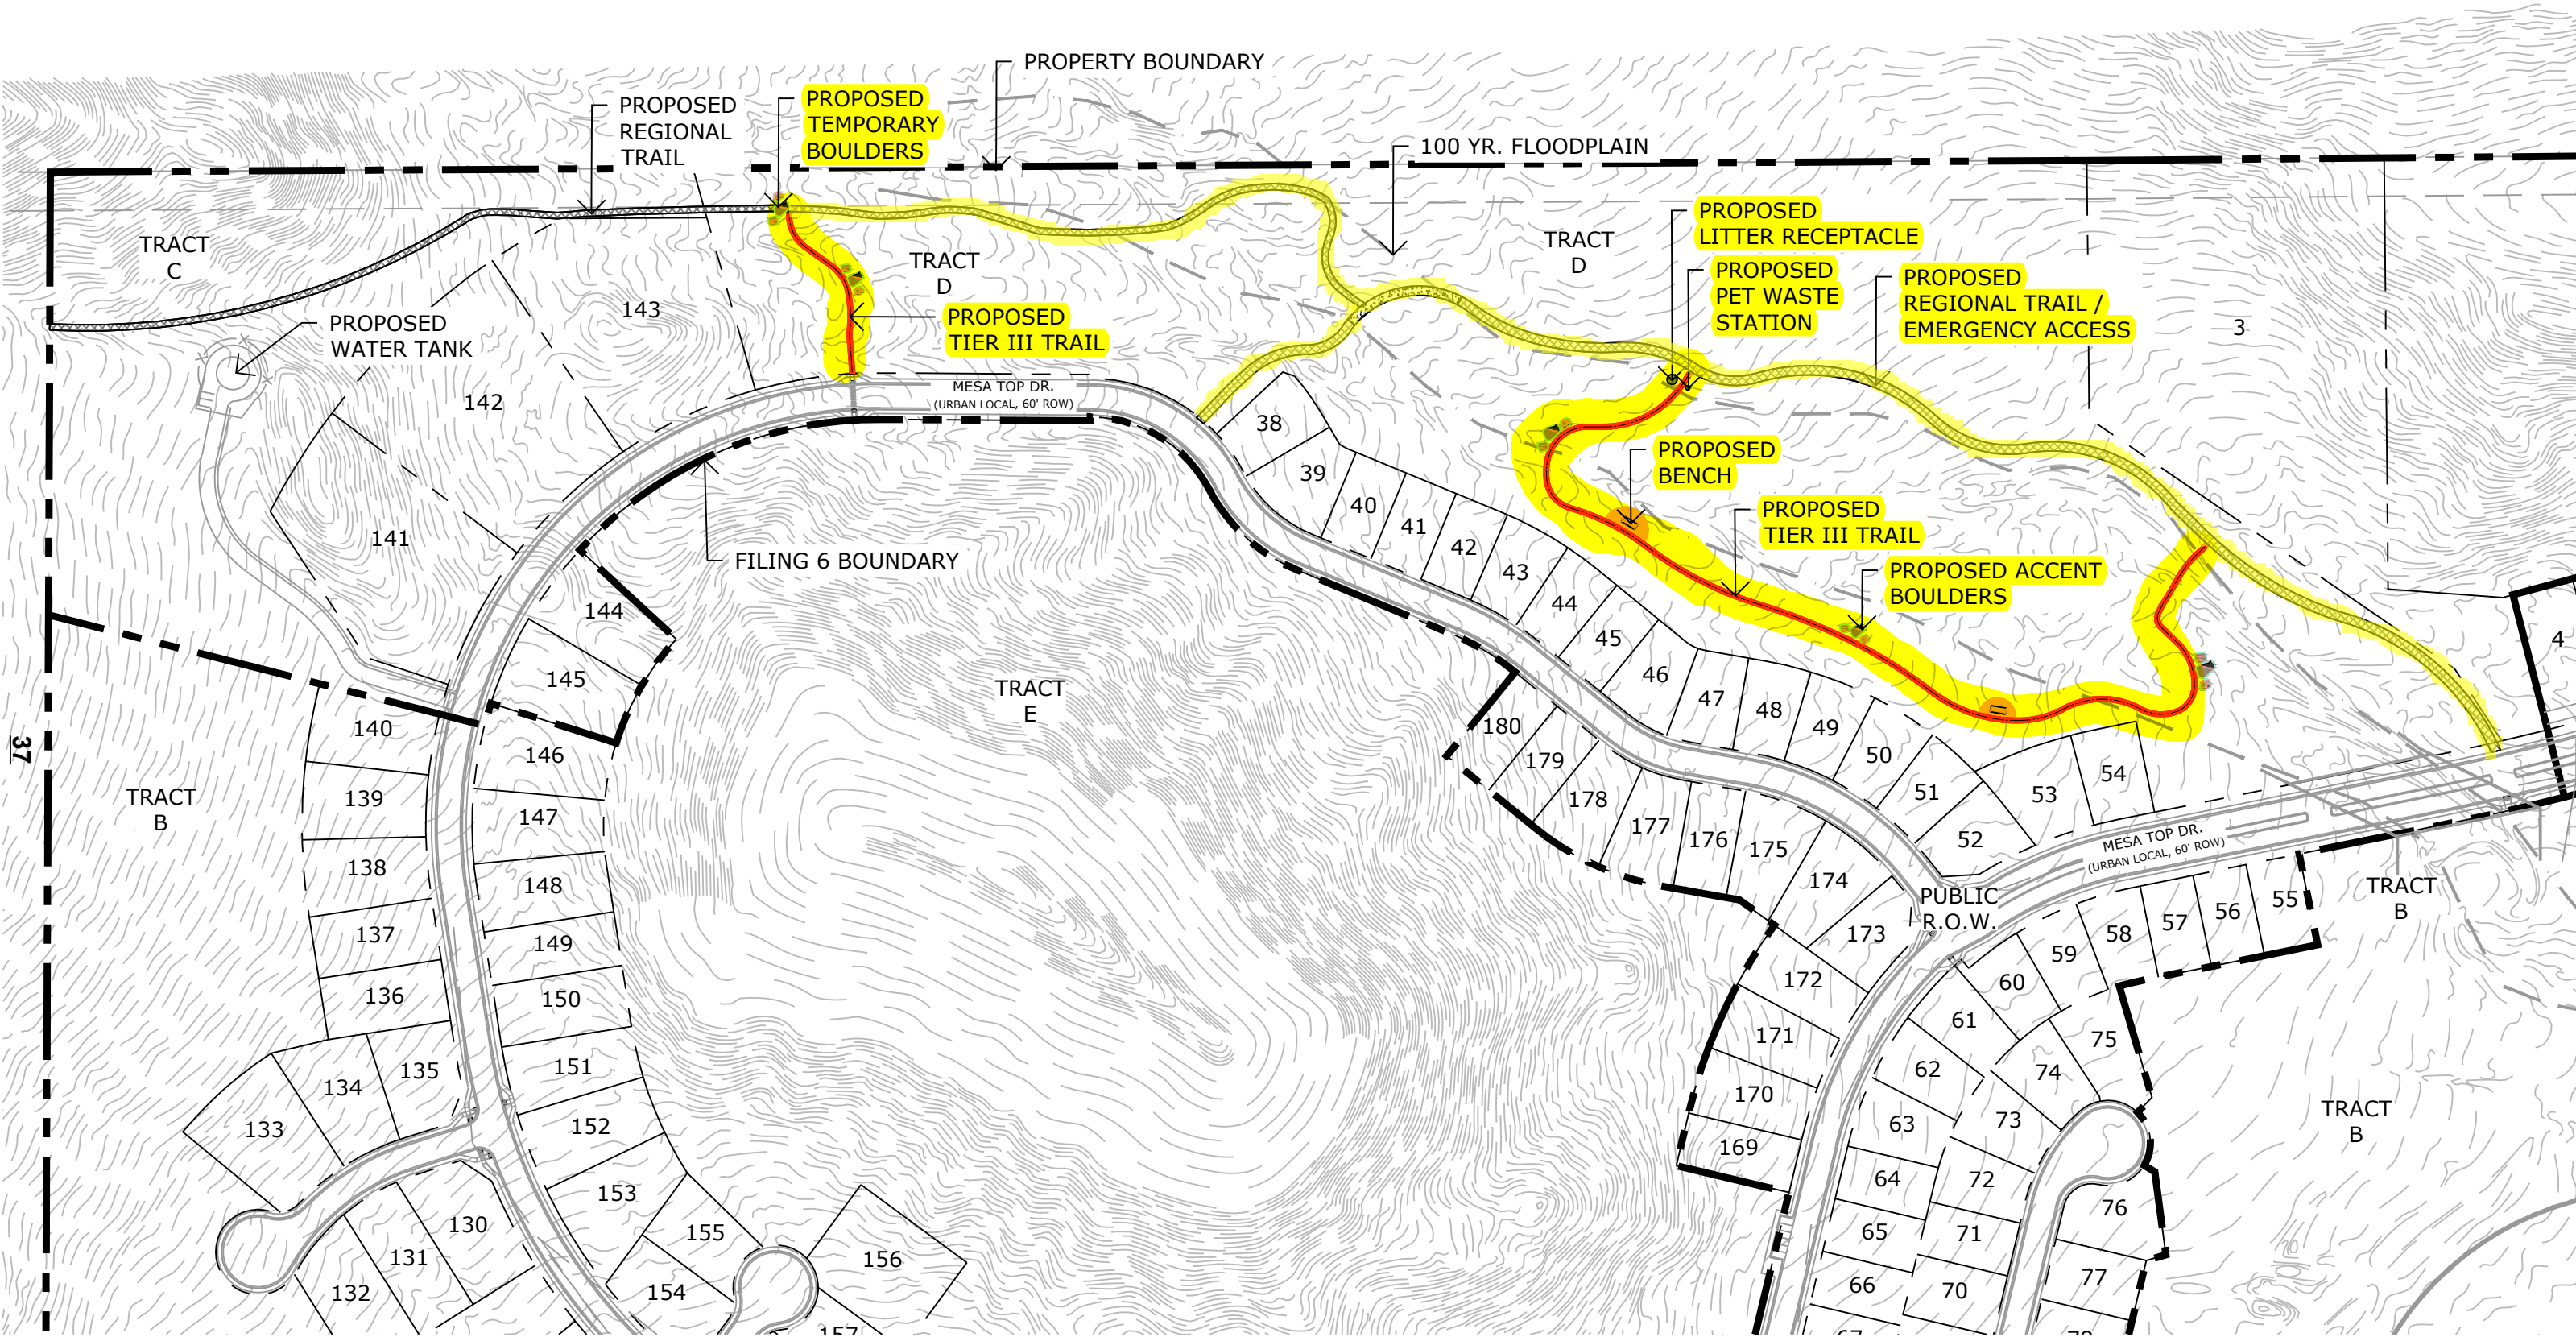 PROPERTY BOUNDARY
PROPOSED
REGIONAL
TRAIL
PROPOSED
TEMPORARY
BOULDERS
100 YR. FLOODPLAIN
PROPOSED
LITTER RECEPTACLE
TRACT
C
TRACT
D
TRACT
D
PROPOSED
PET WASTE
STATION
PROPOSED
REGIONAL TRAIL /
EMERGENCY ACCESS
143
PROPOSED
WATER TANK
PROPOSED
TIER III TRAIL
3
MESA TOP DR.
(URBAN LOCAL, 60' ROW)
142
38
39
PROPOSED
BENCH
40
41
42
43
PROPOSED
TIER III TRAIL
141
FILING 6 BOUNDARY
PROPOSED ACCENT
BOULDERS
144
44
45
46
4
145
TRACT
E
47
48
49
50
180
179
178
177
176
175
174
173
51
52
53
54
37
140
146
TRACT
B
139
147
138
148
137
149
136
150
MESA TOP DR.
(URBAN LOCAL, 60' ROW)
PUBLIC
R.O.W.
TRACT
B
55
56
57
58
59
60
61
62
172
171
170
169
75
74
73
63
64
65
66
67
72
71
70
76
77
78
TRACT
B
135
134
133
151
152
153
155
154
156
157
130
131
132